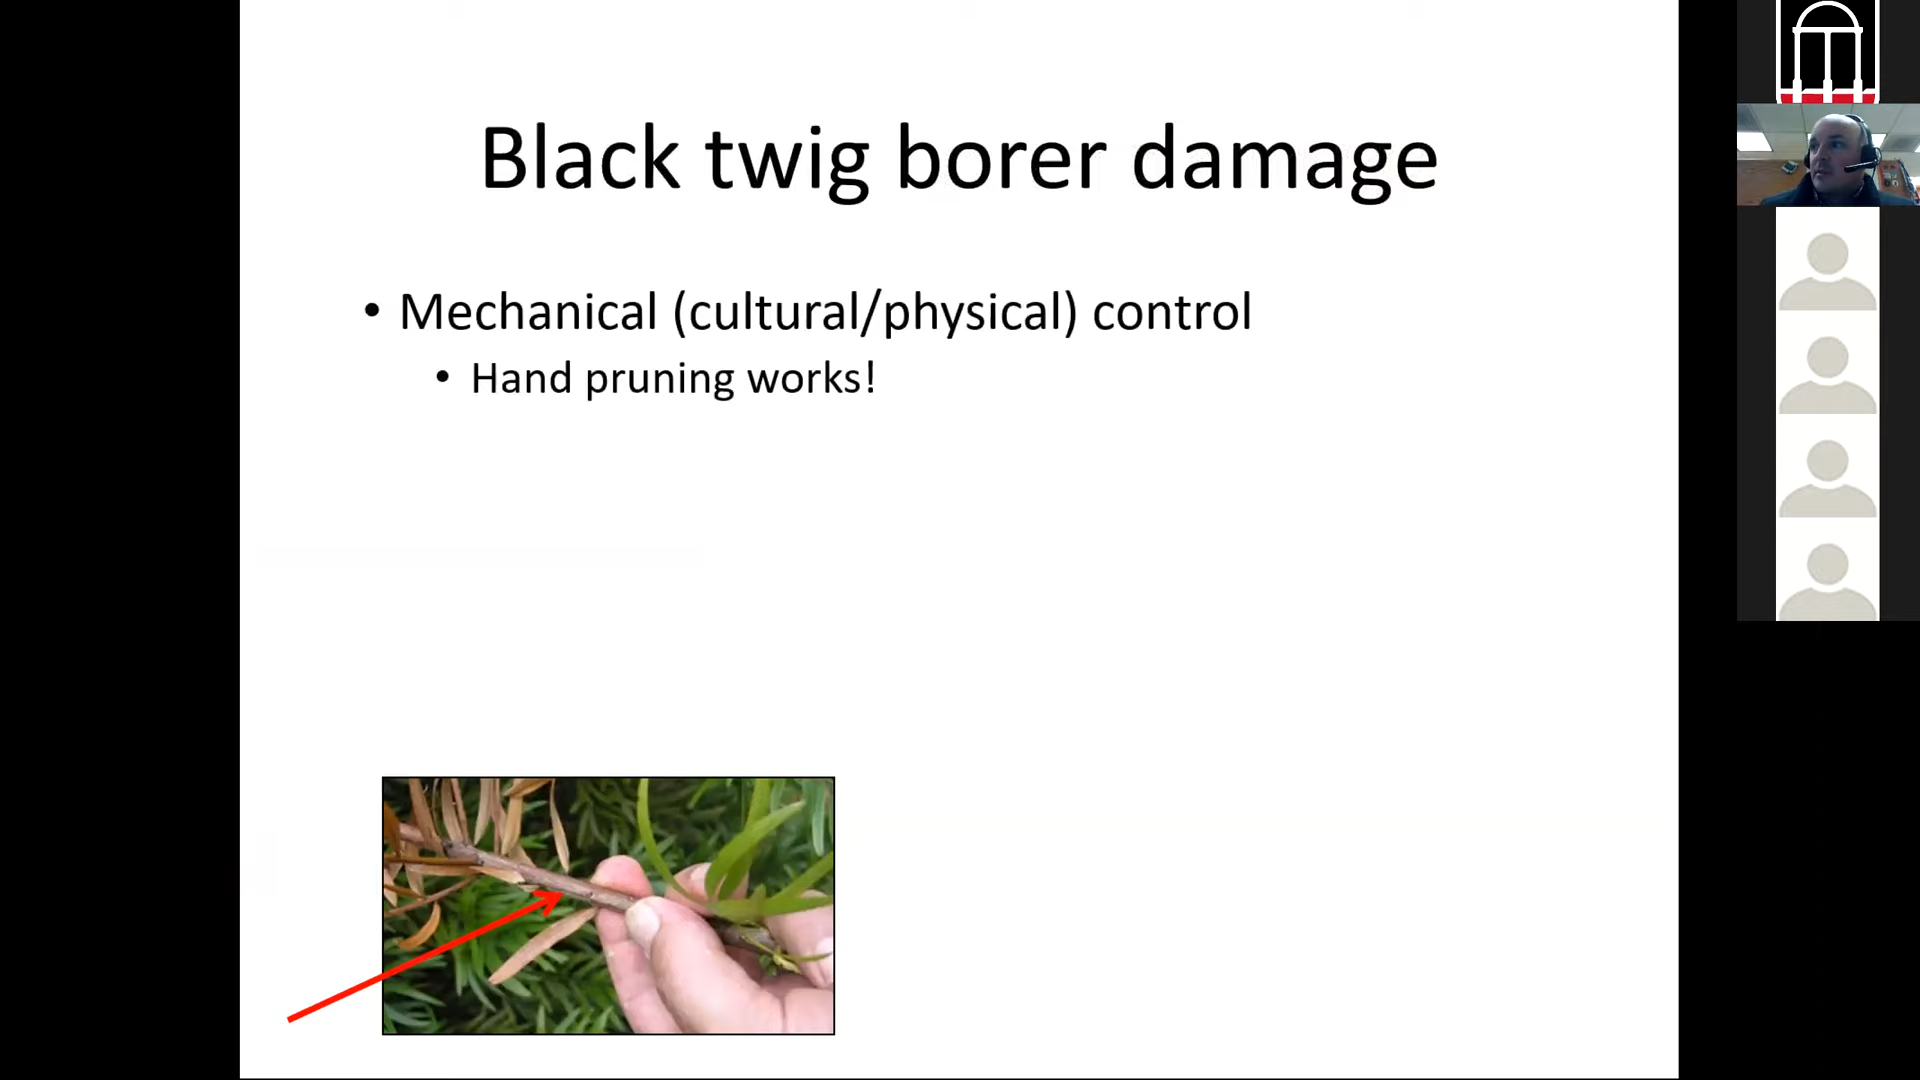 Black twig borer damage
• Mechanical (cultural/physical) control
• Hand pruning works!